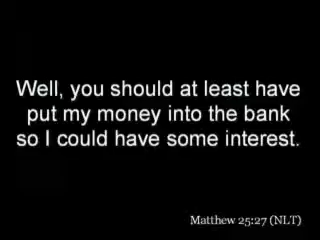 Well, you should at least have
put my money into the bank
so I could have some interest.
Matthew 25:27 (NLT)